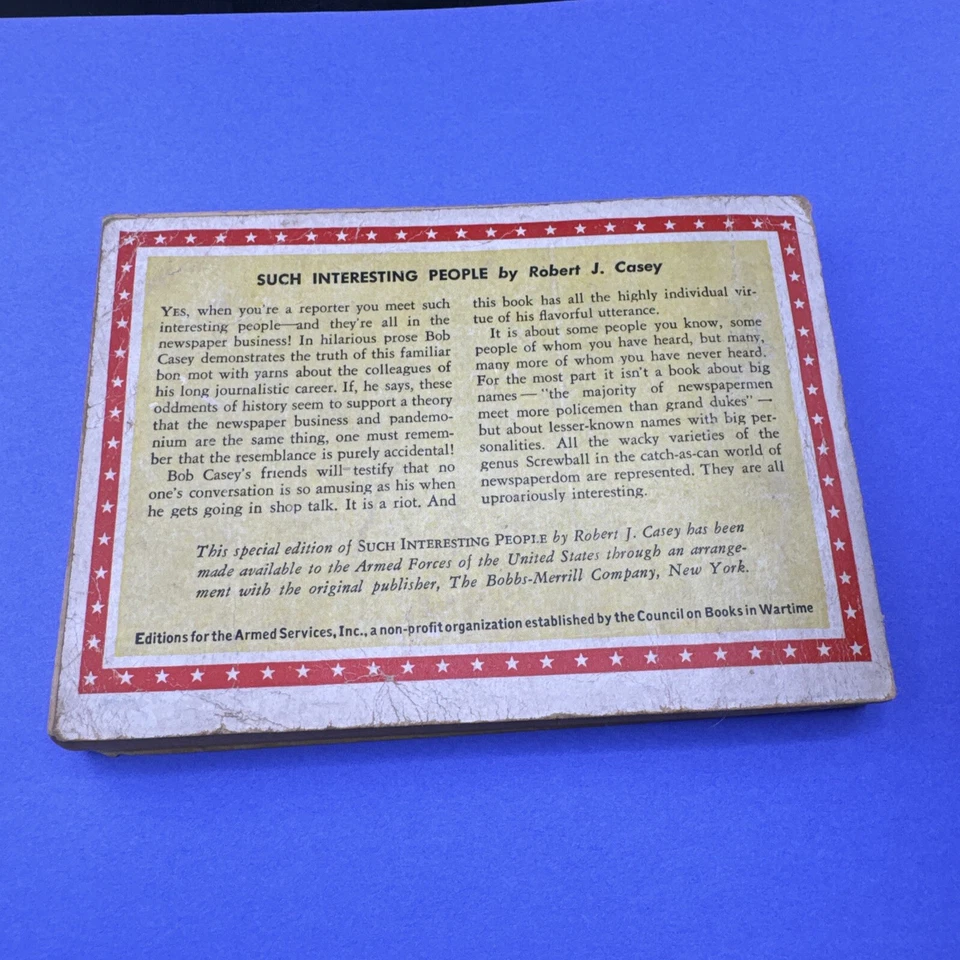 SUCH INTERESTING PEOPLE by Robert J. Casey
YES, when you're a reporter you meet such
interesting people—and they're all in the
newspaper business! In hilarious prose Bob
Casey demonstrates the truth of this familiar
bon mot with yarns about the colleagues of
his long journalistic career. If, he says, these
oddments of history seem to support a theory
that the newspaper business and pandemo-
nium are the same thing, one must remem-
ber that the resemblance is purely accidental!
Bob Casey's friends will testify that no
one's conversation is so amusing as his when
he gets going in shop talk. It is a riot. And
this book has all the highly individual vir-
tue of his flavorful utterance.
It is about some people you know, some
people of whom you have heard, but many,
many more of whom you have never heard.
For the most part it isn't a book about big
names — "the majority of newspapermen
meet more policemen than grand dukes" —
but about lesser-known names with big per-
sonalities. All the wacky varieties of the
genus Screwball in the catch-as-can world of
newspaperdom are represented. They are all
uproariously interesting.
This special edition of SUCH INTERESTING PEOPLE by Robert J. Casey has been
made available to the Armed Forces of the United States through an arrange-
ment with the original publisher, The Bobbs-Merrill Company, New York.
Editions for the Armed Services, Inc., a non-profit organization established by the Council on Books in Wartime